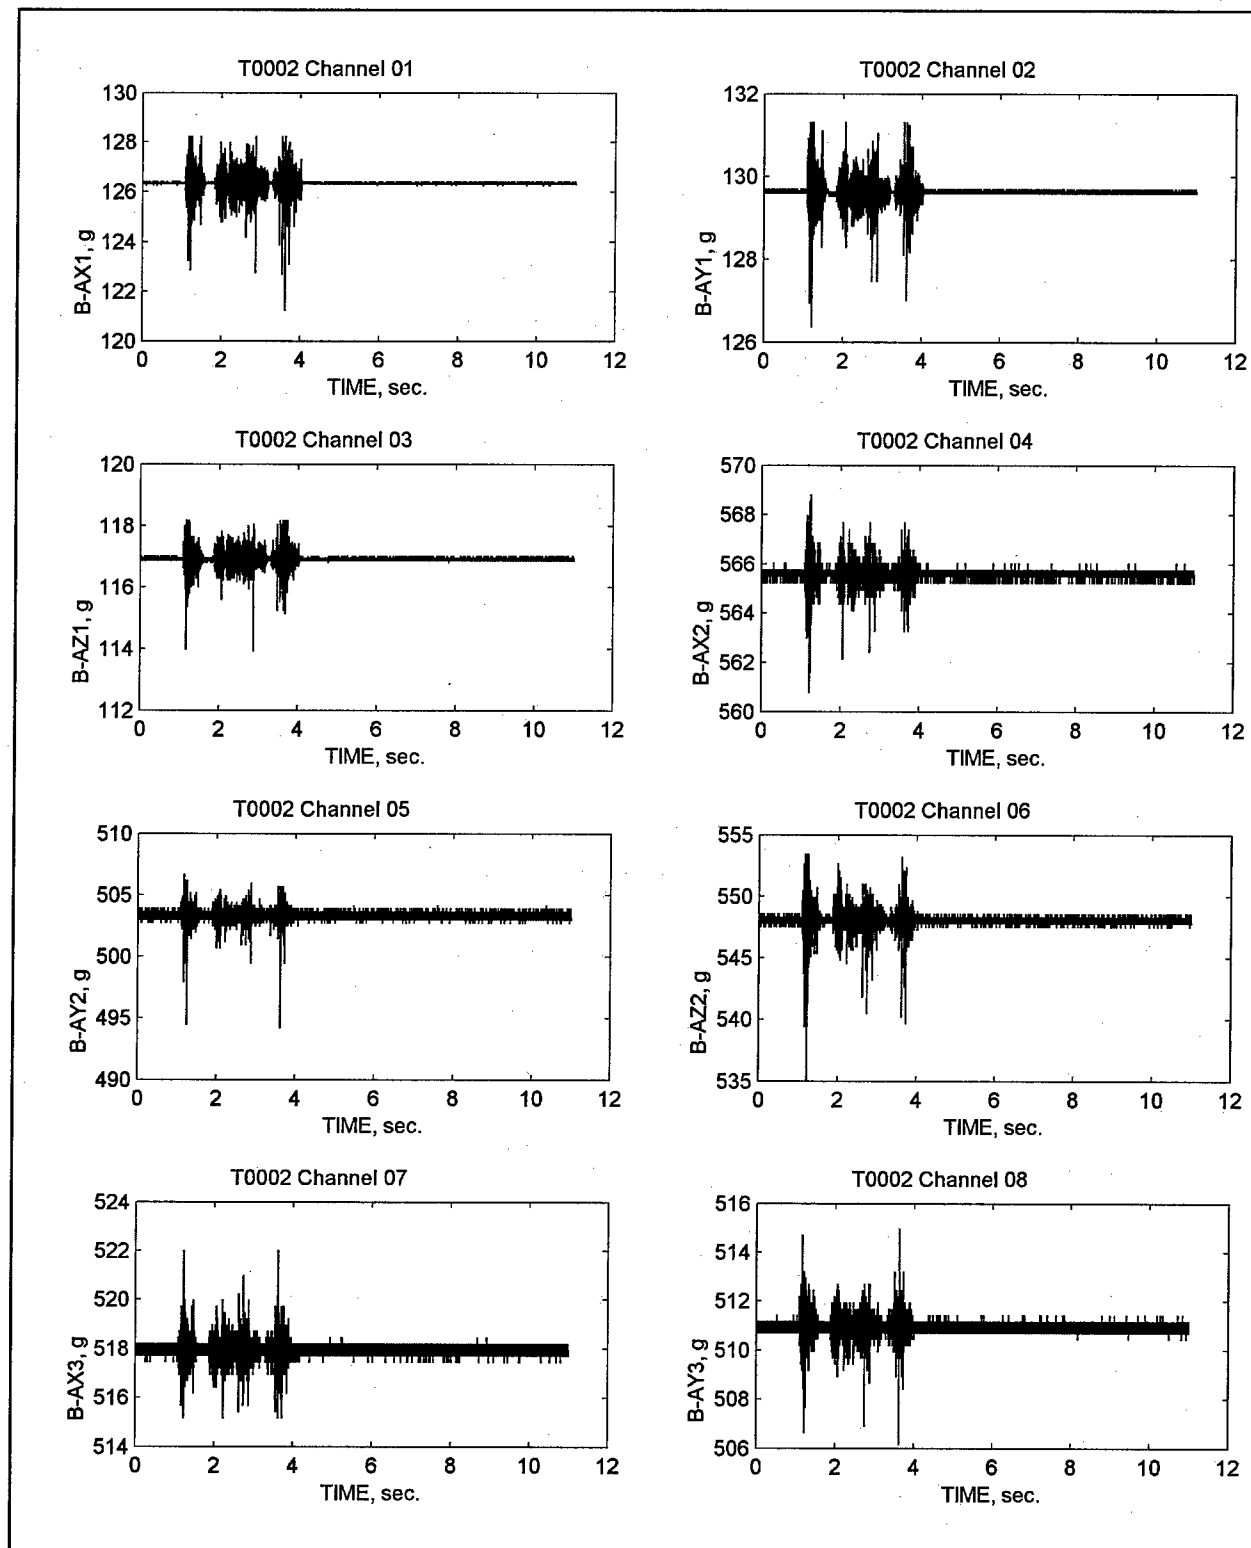 T0002 Channel 01
130
128
126
124
122
120
B-AX1, g
0 2 4 6 8 10 12
TIME, sec.
T0002 Channel 02
132
130
128
126
B-AY1, g
0 2 4 6 8 10 12
TIME, sec.
T0002 Channel 03
120
118
116
114
112
B-AZ1, g
0 2 4 6 8 10 12
TIME, sec.
T0002 Channel 04
570
568
566
564
562
560
B-AX2, g
0 2 4 6 8 10 12
TIME, sec.
T0002 Channel 05
510
505
500
495
490
B-AY2, g
0 2 4 6 8 10 12
TIME, sec.
T0002 Channel 06
555
550
545
540
535
B-AZ2, g
0 2 4 6 8 10 12
TIME, sec.
T0002 Channel 07
524
522
520
518
516
514
B-AX3, g
0 2 4 6 8 10 12
TIME, sec.
T0002 Channel 08
516
514
512
510
508
506
B-AY3, g
0 2 4 6 8 10 12
TIME, sec.